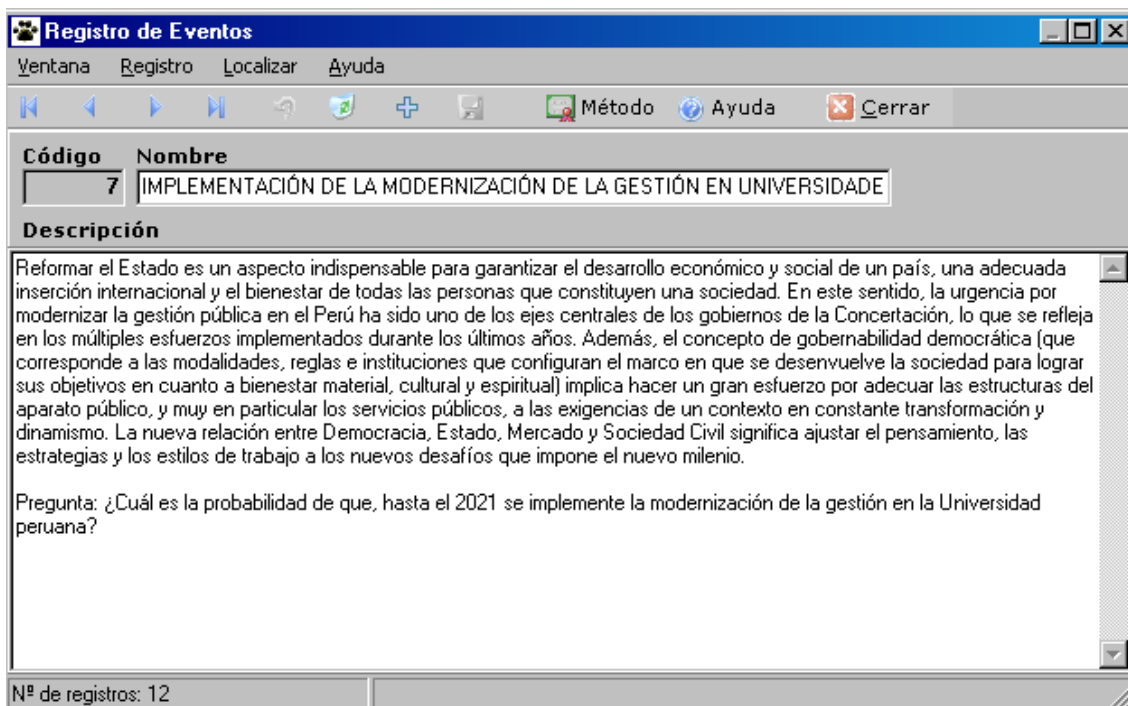 Registro de Eventos
Ventana Registro Localizar Ayuda
Método Ayuda Cerrar
Código Nombre
7 IMPLEMENTACIÓN DE LA MODERNIZACIÓN DE LA GESTIÓN EN UNIVERSIDADE
Descripción
Reformar el Estado es un aspecto indispensable para garantizar el desarrollo económico y social de un país, una adecuada
inserción internacional y el bienestar de todas las personas que constituyen una sociedad. En este sentido, la urgencia por
modernizar la gestión pública en el Perú ha sido uno de los ejes centrales de los gobiernos de la Concertación, lo que se refleja
en los múltiples esfuerzos implementados durante los últimos años. Además, el concepto de gobernabilidad democrática (que
corresponde a las modalidades, reglas e instituciones que configuran el marco en que se desenvuelve la sociedad para lograr
sus objetivos en cuanto a bienestar material, cultural y espiritual) implica hacer un gran esfuerzo por adecuar las estructuras del
aparato público, y muy en particular los servicios públicos, a las exigencias de un contexto en constante transformación y
dinamismo. La nueva relación entre Democracia, Estado, Mercado y Sociedad Civil significa ajustar el pensamiento, las
estrategias y los estilos de trabajo a los nuevos desafíos que impone el nuevo milenio.
Pregunta: ¿Cuál es la probabilidad de que, hasta el 2021 se implemente la modernización de la gestión en la Universidad
peruana?
Nº de registros: 12